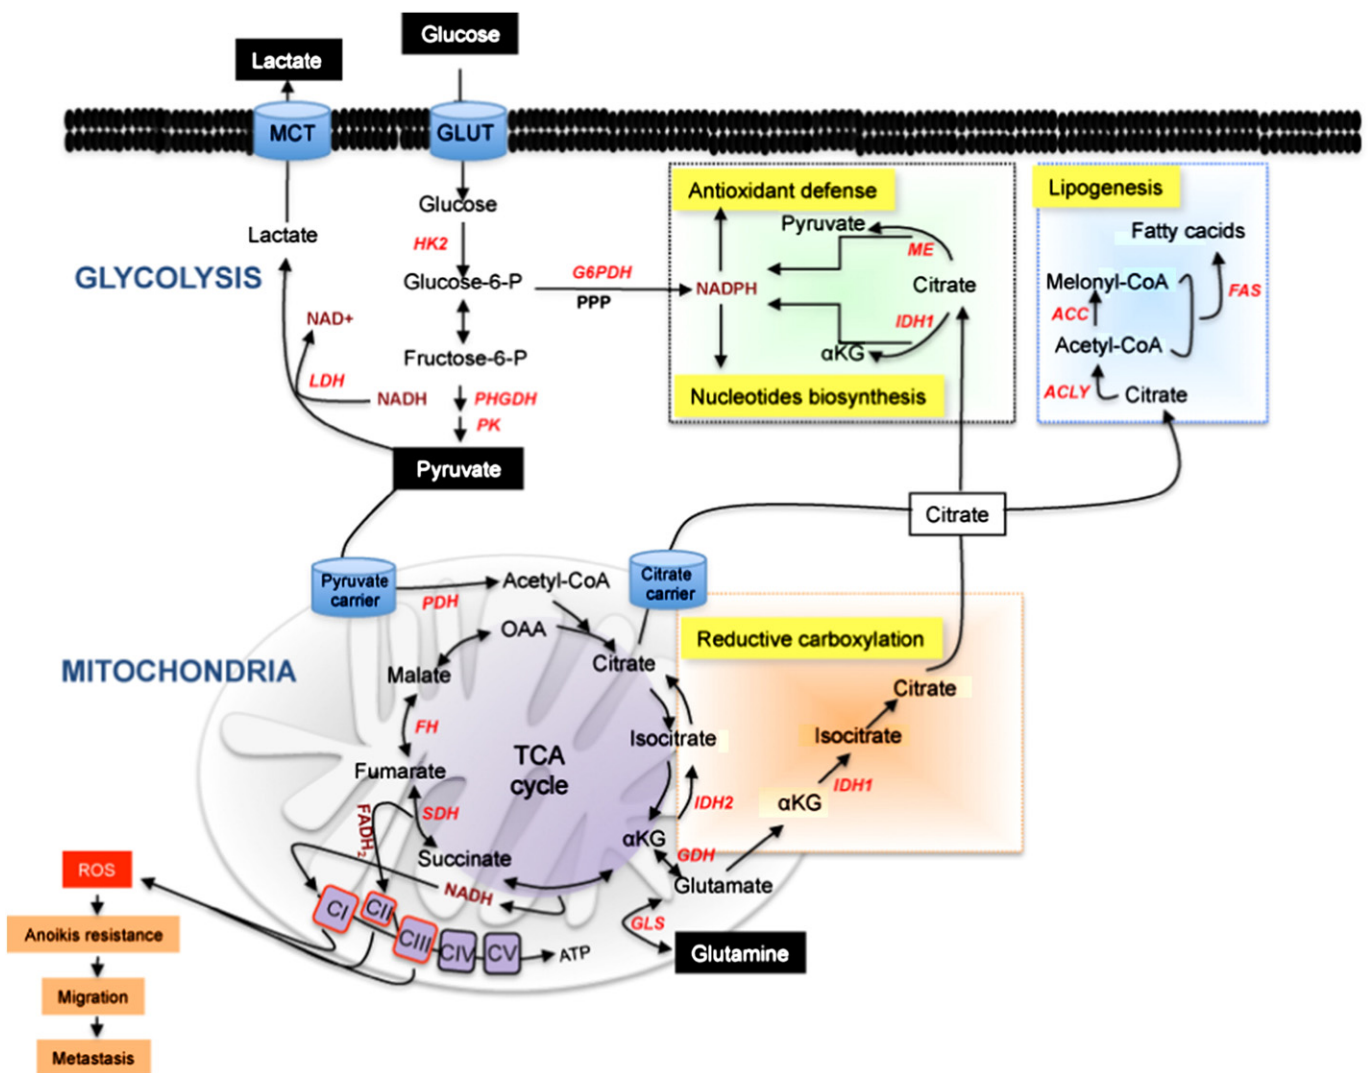 Glucose
Lactate
MCT
GLUT
Glucose
Lactate
HK2
GLYCOLYSIS
Glucose-6-P
G6PDH
PPP
NAD+
Fructose-6-P
LDH
NADH
PHGDH
PK
Pyruvate
Antioxidant defense
Pyruvate
ME
NADPH
Citrate
IDH1
αKG
Nucleotides biosynthesis
Lipogenesis
Fatty cacids
Melonyl-CoA
FAS
ACC
Acetyl-CoA
ACLY
Citrate
Citrate
Pyruvate
carrier
PDH
Acetyl-CoA
Citrate
carrier
OAA
Citrate
MITOCHONDRIA
Malate
FH
TCA
cycle
Isocitrate
Fumarate
SDH
FADH2
IDH2
αKG
Succinate
GDH
NADH
Glutamate
GLS
Glutamine
Reductive carboxylation
Citrate
Isocitrate
IDH1
αKG
CI
CII
CIII
CIV
CV
ATP
ROS
Anoikis resistance
Migration
Metastasis